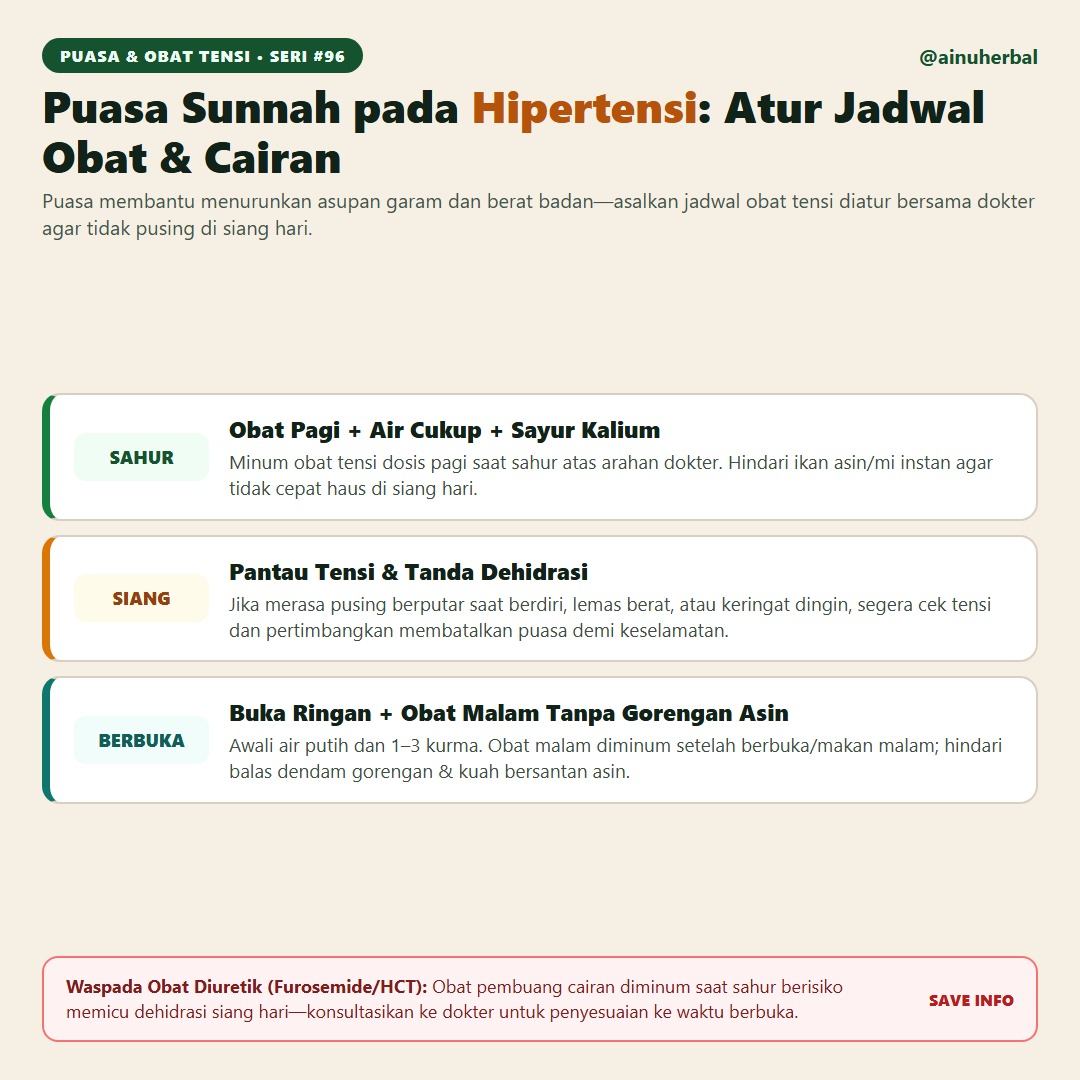 PUASA & OBAT TENSI • SERI #96
@ainuherbal
Puasa Sunnah pada Hipertensi: Atur Jadwal
Obat & Cairan
Puasa membantu menurunkan asupan garam dan berat badan—asalkan jadwal obat tensi diatur bersama dokter
agar tidak pusing di siang hari.
SAHUR
Obat Pagi + Air Cukup + Sayur Kalium
Minum obat tensi dosis pagi saat sahur atas arahan dokter. Hindari ikan asin/mi instan agar
tidak cepat haus di siang hari.
SIANG
Pantau Tensi & Tanda Dehidrasi
Jika merasa pusing berputar saat berdiri, lemas berat, atau keringat dingin, segera cek tensi
dan pertimbangkan membatalkan puasa demi keselamatan.
BERBUKA
Buka Ringan + Obat Malam Tanpa Gorengan Asin
Awali air putih dan 1–3 kurma. Obat malam diminum setelah berbuka/makan malam; hindari
balas dendam gorengan & kuah bersantan asin.
Waspada Obat Diuretik (Furosemide/HCT): Obat pembuang cairan diminum saat sahur berisiko
memicu dehidrasi siang hari—konsultasikan ke dokter untuk penyesuaian ke waktu berbuka.
SAVE INFO